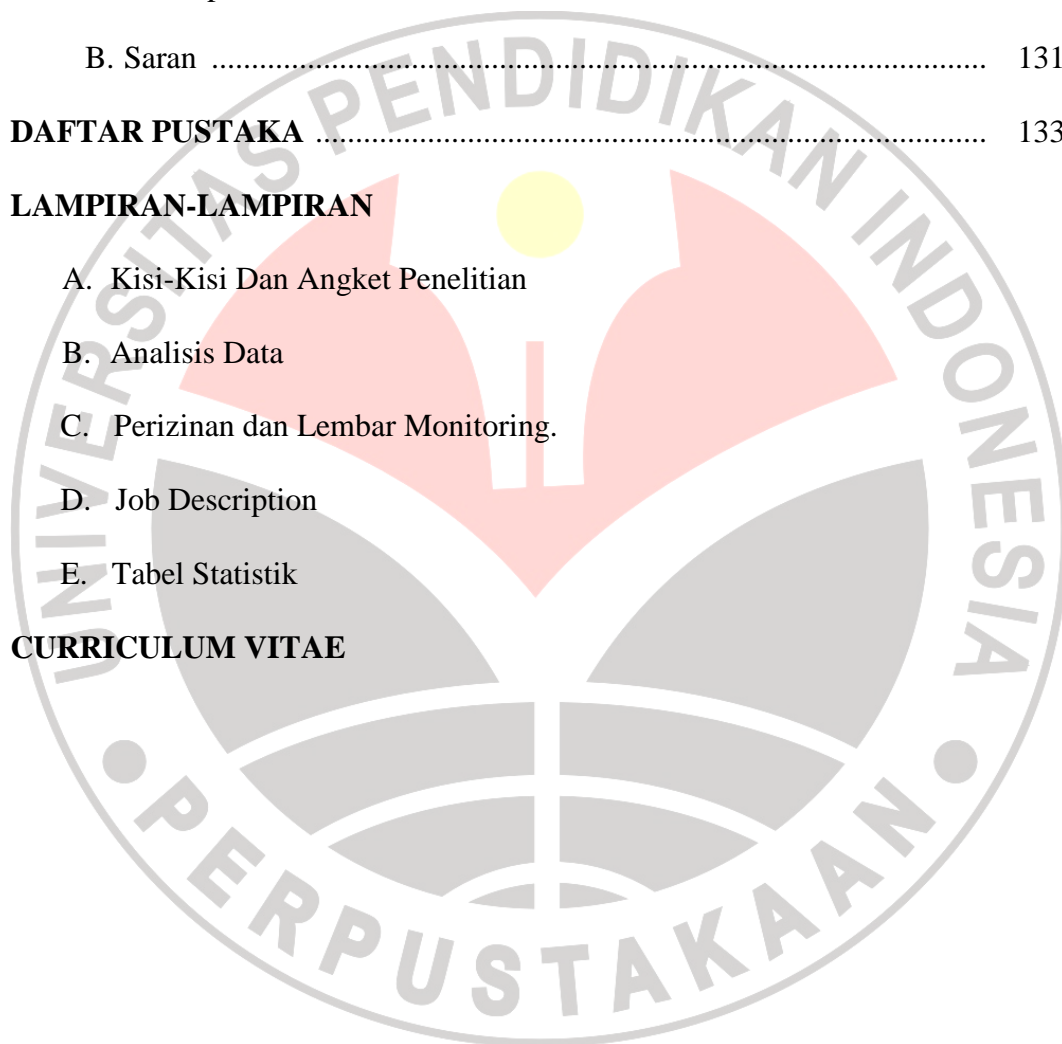 B. Saran ................................................................................................ 131
DAFTAR PUSTAKA .................................................................................... 133
LAMPIRAN-LAMPIRAN
A. Kisi-Kisi Dan Angket Penelitian
B. Analisis Data
C. Perizinan dan Lembar Monitoring.
D. Job Description
E. Tabel Statistik
CURRICULUM VITAE
UNIVERSITAS PENDIDIKAN INDONESIA
PERPUSTAKAAN